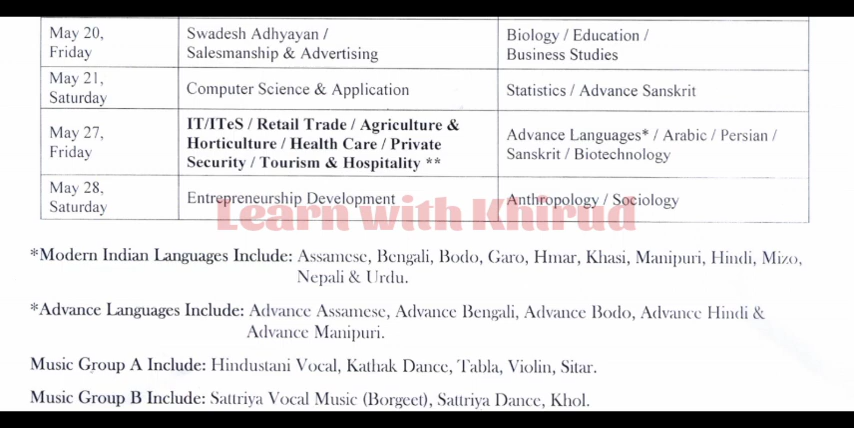 May 20,
Friday
Swadesh Adhyayan /
Salesmanship & Advertising
Biology / Education /
Business Studies
May 21,
Saturday
Computer Science & Application
Statistics / Advance Sanskrit
May 27,
Friday
IT/ITeS / Retail Trade / Agriculture &
Horticulture / Health Care / Private
Security / Tourism & Hospitality **
Advance Languages* / Arabic / Persian /
Sanskrit / Biotechnology
May 28,
Saturday
Entrepreneurship Development
Anthropology / Sociology
Learn with Khirud
*Modern Indian Languages Include: Assamese, Bengali, Bodo, Garo, Hmar, Khasi, Manipuri, Hindi, Mizo,
Nepali & Urdu.
*Advance Languages Include: Advance Assamese, Advance Bengali, Advance Bodo, Advance Hindi &
Advance Manipuri.
Music Group A Include: Hindustani Vocal, Kathak Dance, Tabla, Violin, Sitar.
Music Group B Include: Sattriya Vocal Music (Borgeet), Sattriya Dance, Khol.